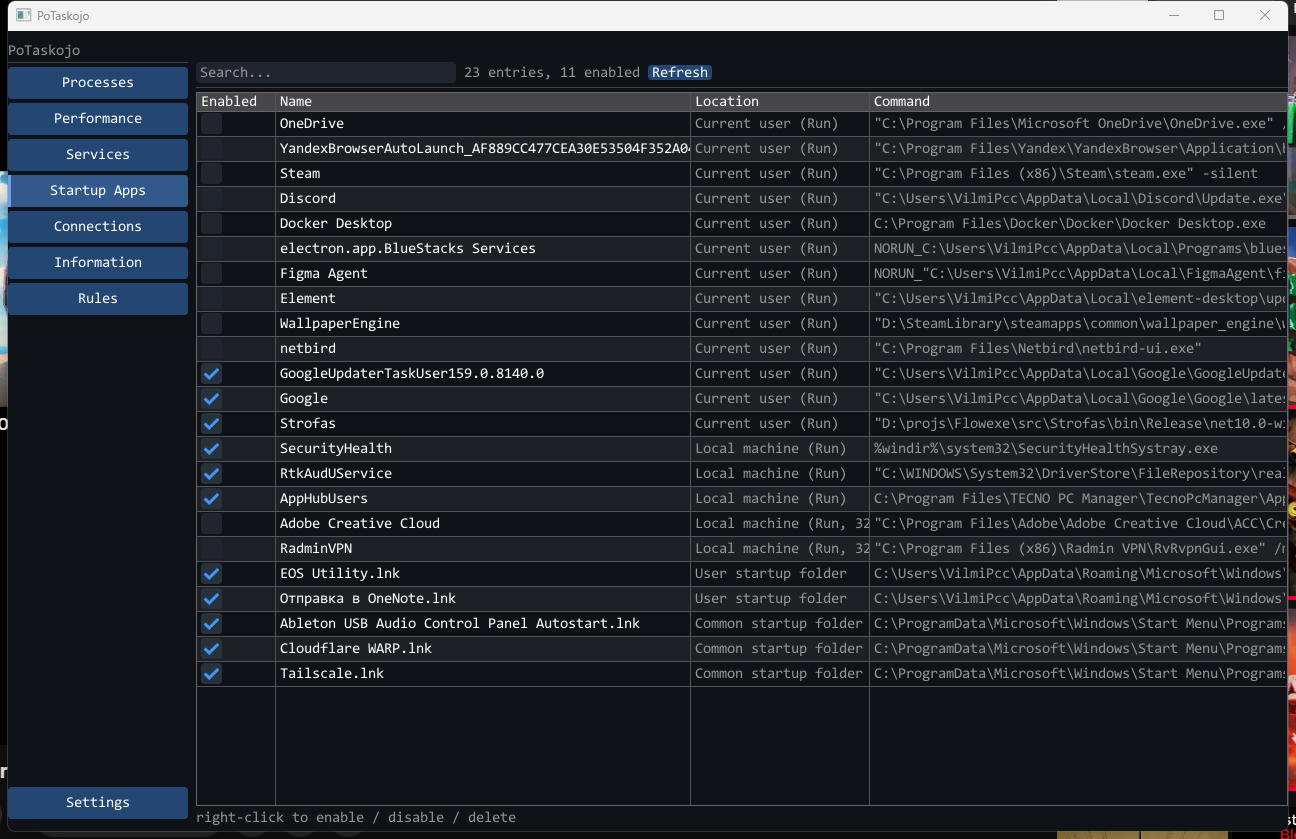 PoTaskojo
PoTaskojo
Processes
Performance
Services
Startup Apps
Connections
Information
Rules
Settings
Search... 23 entries, 11 enabled Refresh
Enabled Name Location Command
OneDrive Current user (Run) "C:\Program Files\Microsoft OneDrive\OneDrive.exe" /
YandexBrowserAutoLaunch_AF889CC477CEA30E53504F352A04 Current user (Run) "C:\Program Files\Yandex\YandexBrowser\Application\b
Steam Current user (Run) "C:\Program Files (x86)\Steam\steam.exe" -silent
Discord Current user (Run) "C:\Users\VilmiPcc\AppData\Local\Discord\Update.exe"
Docker Desktop Current user (Run) C:\Program Files\Docker\Docker\Docker Desktop.exe
electron.app.BlueStacks Services Current user (Run) NORUN_C:\Users\VilmiPcc\AppData\Local\Programs\blues
Figma Agent Current user (Run) NORUN_"C:\Users\VilmiPcc\AppData\Local\FigmaAgent\fi
Element Current user (Run) "C:\Users\VilmiPcc\AppData\Local\element-desktop\upd
WallpaperEngine Current user (Run) "D:\SteamLibrary\steamapps\common\wallpaper_engine\w
netbird Current user (Run) "C:\Program Files\Netbird\netbird-ui.exe"
GoogleUpdaterTaskUser159.0.8140.0 Current user (Run) "C:\Users\VilmiPcc\AppData\Local\Google\GoogleUpdate
Google Current user (Run) "C:\Users\VilmiPcc\AppData\Local\Google\Google\lates
Strofas Current user (Run) "D:\projs\Flowexe\src\Strofas\bin\Release\net10.0-wi
SecurityHealth Local machine (Run) %windir%\system32\SecurityHealthSystray.exe
RtkAudUService Local machine (Run) "C:\WINDOWS\System32\DriverStore\FileRepository\real
AppHubUsers Local machine (Run) C:\Program Files\TECNO PC Manager\TecnoPcManager\App
Adobe Creative Cloud Local machine (Run, 32 "C:\Program Files\Adobe\Adobe Creative Cloud\ACC\Cre
RadminVPN Local machine (Run, 32 "C:\Program Files (x86)\Radmin VPN\RvRvpnGui.exe" /m
EOS Utility.lnk User startup folder C:\Users\VilmiPcc\AppData\Roaming\Microsoft\Windows\
Отправка в OneNote.lnk User startup folder C:\Users\VilmiPcc\AppData\Roaming\Microsoft\Windows\
Ableton USB Audio Control Panel Autostart.lnk Common startup folder C:\ProgramData\Microsoft\Windows\Start Menu\Programs
Cloudflare WARP.lnk Common startup folder C:\ProgramData\Microsoft\Windows\Start Menu\Programs
Tailscale.lnk Common startup folder C:\ProgramData\Microsoft\Windows\Start Menu\Programs
right-click to enable / disable / delete